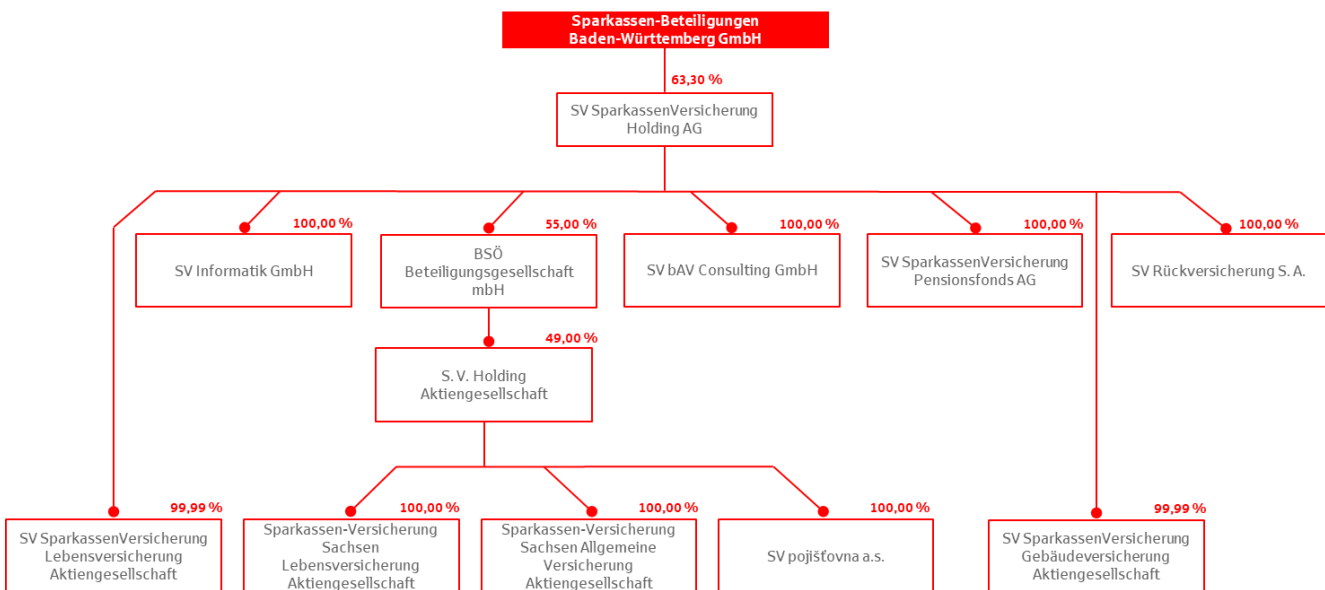 Sparkassen-Beteiligungen
Baden-Württemberg GmbH
63,30 %
SV SparkassenVersicherung
Holding AG
100,00 %
SV Informatik GmbH
55,00 %
BSÖ
Beteiligungsgesellschaft
mbH
100,00 %
SV bAV Consulting GmbH
100,00 %
SV SparkassenVersicherung
Pensionsfonds AG
100,00 %
SV Rückversicherung S. A.
49,00 %
S. V. Holding
Aktiengesellschaft
99,99 %
SV SparkassenVersicherung
Lebensversicherung
Aktiengesellschaft
100,00 %
Sparkassen-Versicherung
Sachsen
Lebensversicherung
Aktiengesellschaft
100,00 %
Sparkassen-Versicherung
Sachsen Allgemeine
Versicherung
Aktiengesellschaft
100,00 %
SV pojišťovna a.s.
99,99 %
SV SparkassenVersicherung
Gebäudeversicherung
Aktiengesellschaft